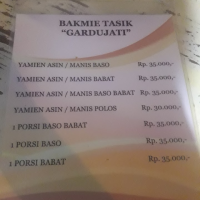 BAKMIE TASIK
"GARDUJATI"
YAMIEN ASIN / MANIS BASO Rp. 35.000,-
YAMIEN ASIN / MANIS BABAT Rp. 35.000,-
YAMIEN ASIN / MANIS BASO BABAT Rp. 35.000,-
YAMIEN ASIN / MANIS POLOS Rp. 30.000,-
1 PORSI BASO BABAT Rp. 35.000,-
1 PORSI BASO Rp. 35.000,-
1 PORSI BABAT Rp. 35.000,-